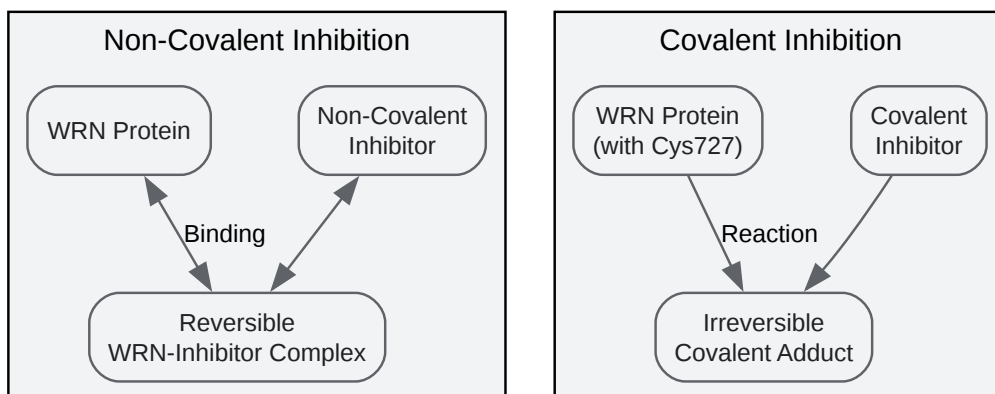 Non-Covalent Inhibition
WRN Protein
Non-Covalent
Inhibitor
Binding
Reversible
WRN-Inhibitor Complex
Covalent Inhibition
WRN Protein
(with Cys727)
Covalent
Inhibitor
Reaction
Irreversible
Covalent Adduct